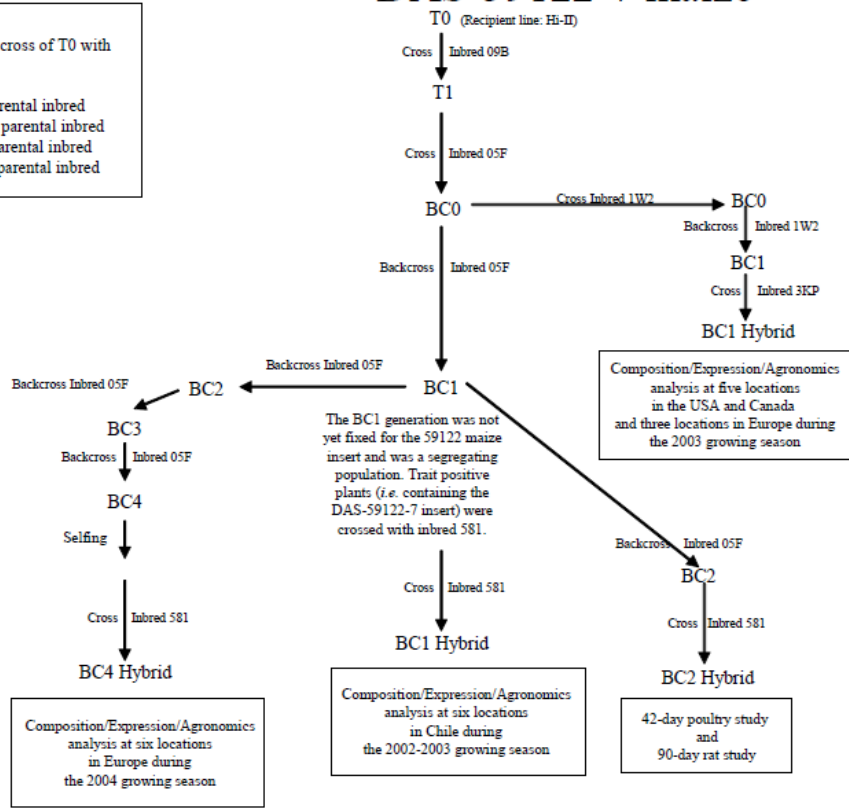 T0 (Recipient line: Hi-II)
cross of T0 with
Cross Inbred 09B
T1
parental inbred
parental inbred
parental inbred
Cross Inbred 05F
BC0
Cross Inbred 1W2
BC0
Backcross Inbred 1W2
Backcross Inbred 05F
BC1
Cross Inbred 3KP
BC1 Hybrid
Composition/Expression/Agronomics
analysis at five locations
in the USA and Canada
and three locations in Europe during
the 2003 growing season
Backcross Inbred 05F
Backcross Inbred 05F
BC2
BC1
BC3
Backcross Inbred 05F
BC4
Selfing
The BC1 generation was not
yet fixed for the 59122 maize
insert and was a segregating
population. Trait positive
plants (i.e. containing the
DAS-59122-7 insert) were
crossed with inbred 581.
Backcross Inbred 05F
BC2
Cross Inbred 581
Cross Inbred 581
Cross Inbred 581
BC4 Hybrid
BC1 Hybrid
BC2 Hybrid
Composition/Expression/Agronomics
analysis at six locations
in Europe during
the 2004 growing season
Composition/Expression/Agronomics
analysis at six locations
in Chile during
the 2002-2003 growing season
42-day poultry study
and
90-day rat study